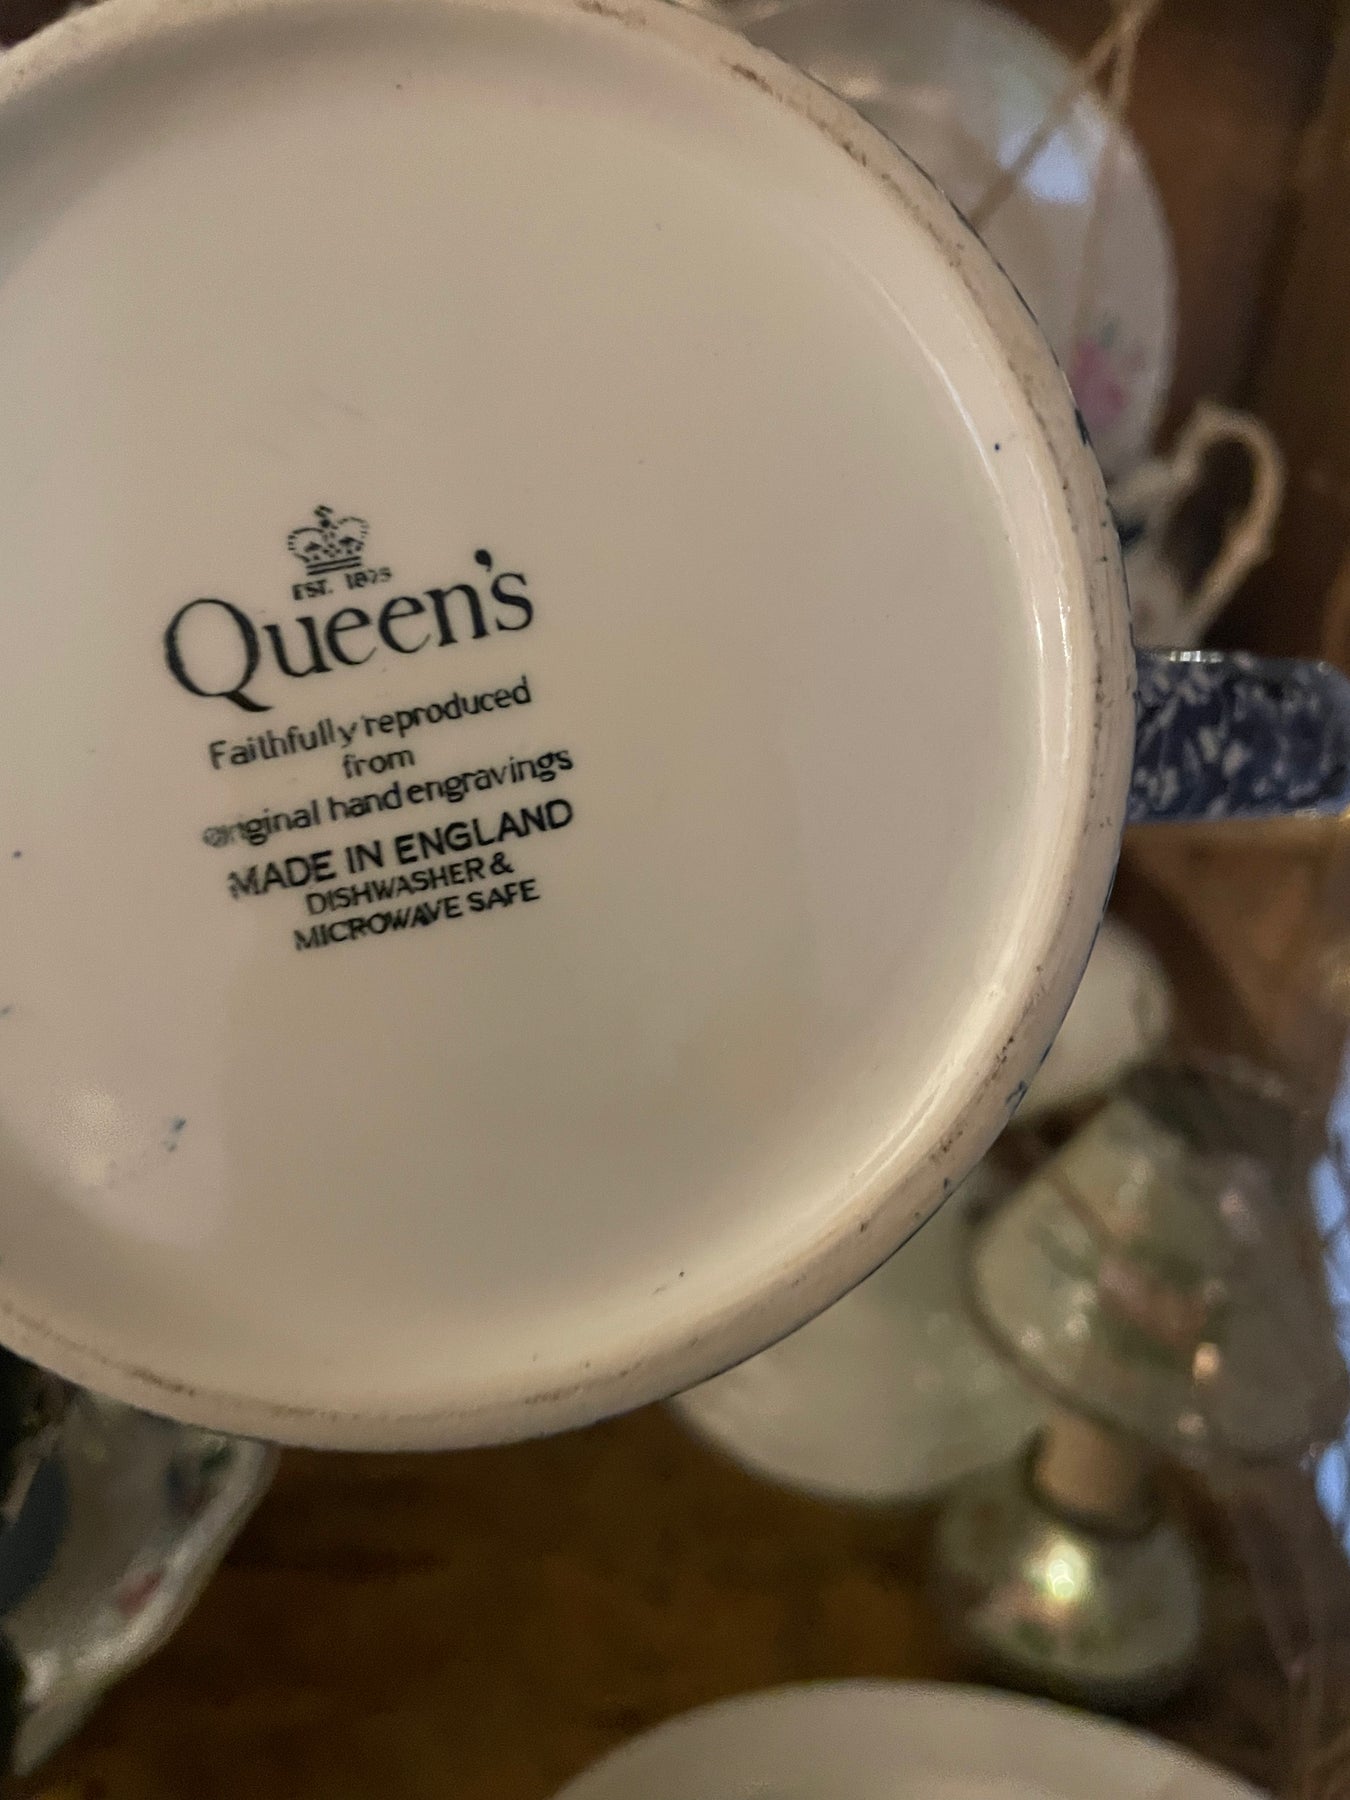 EST. 1875
Queen's
Faithfully reproduced
from
original hand engravings
MADE IN ENGLAND
DISHWASHER &
MICROWAVE SAFE